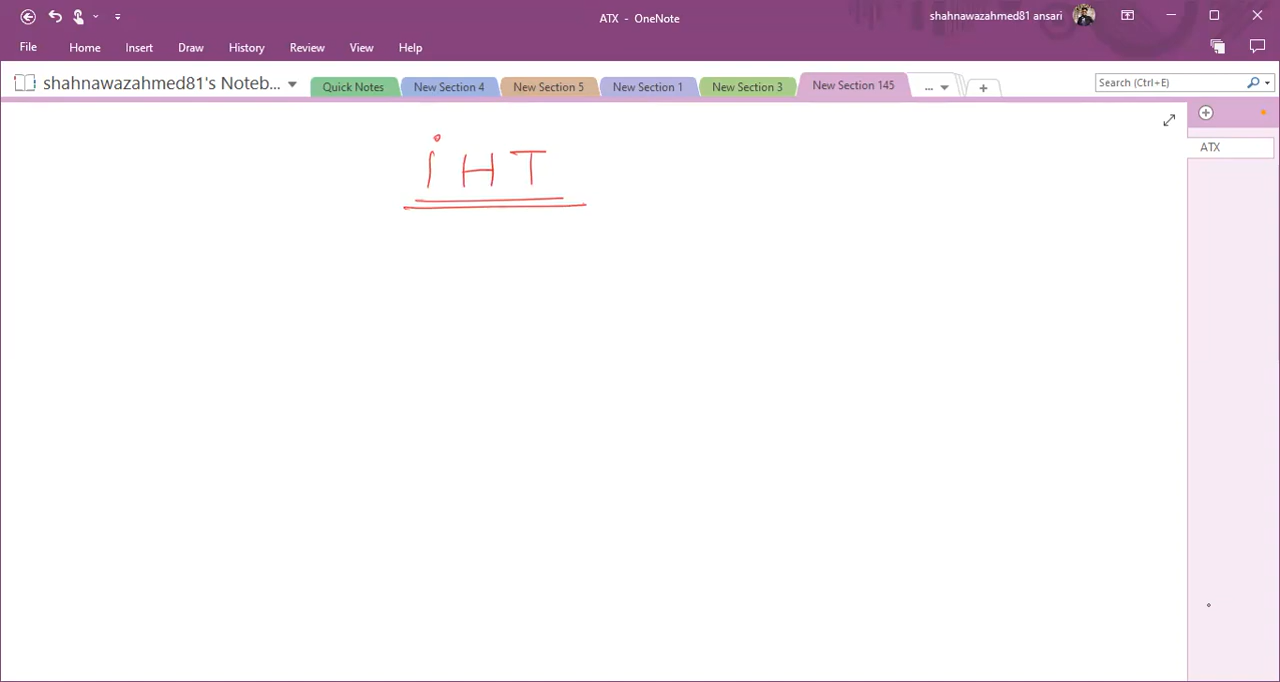 ATX - OneNote
shahnawazahmed81 ansari
File Home Insert Draw History Review View Help
shahnawazahmed81's Noteb...
Quick Notes New Section 4 New Section 5 New Section 1 New Section 3 New Section 145 ...
Search (Ctrl+E)
ATX
iHT